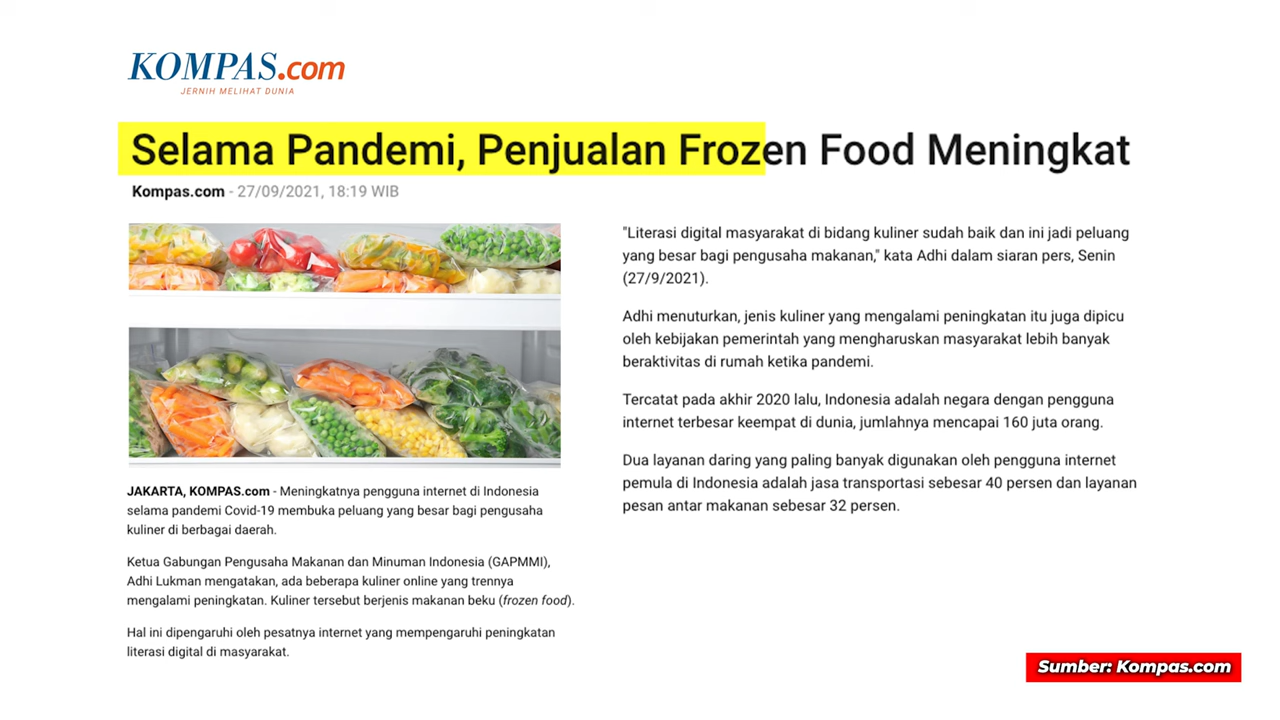 KOMPAS.com
JERNIH MELIHAT DUNIA
Selama Pandemi, Penjualan Frozen Food Meningkat
Kompas.com - 27/09/2021, 18:19 WIB
JAKARTA, KOMPAS.com - Meningkatnya pengguna internet di Indonesia
selama pandemi Covid-19 membuka peluang yang besar bagi pengusaha
kuliner di berbagai daerah.
Ketua Gabungan Pengusaha Makanan dan Minuman Indonesia (GAPMMI),
Adhi Lukman mengatakan, ada beberapa kuliner online yang trennya
mengalami peningkatan. Kuliner tersebut berjenis makanan beku (frozen food).
Hal ini dipengaruhi oleh pesatnya internet yang mempengaruhi peningkatan
literasi digital di masyarakat.
"Literasi digital masyarakat di bidang kuliner sudah baik dan ini jadi peluang
yang besar bagi pengusaha makanan," kata Adhi dalam siaran pers, Senin
(27/9/2021).
Adhi menuturkan, jenis kuliner yang mengalami peningkatan itu juga dipicu
oleh kebijakan pemerintah yang mengharuskan masyarakat lebih banyak
beraktivitas di rumah ketika pandemi.
Tercatat pada akhir 2020 lalu, Indonesia adalah negara dengan pengguna
internet terbesar keempat di dunia, jumlahnya mencapai 160 juta orang.
Dua layanan daring yang paling banyak digunakan oleh pengguna internet
pemula di Indonesia adalah jasa transportasi sebesar 40 persen dan layanan
pesan antar makanan sebesar 32 persen.
Sumber: Kompas.com